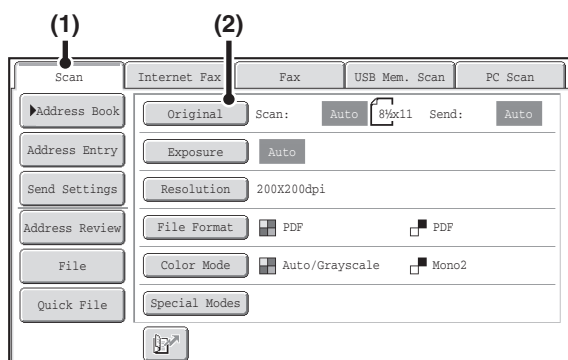 (1) (2)
Scan Internet Fax Fax USB Mem. Scan PC Scan
Address Book Original Scan: Auto 8½x11 Send: Auto
Address Entry Exposure Auto
Send Settings Resolution 200X200dpi
Address Review File Format PDF PDF
File Color Mode Auto/Grayscale Mono2
Quick File Special Modes